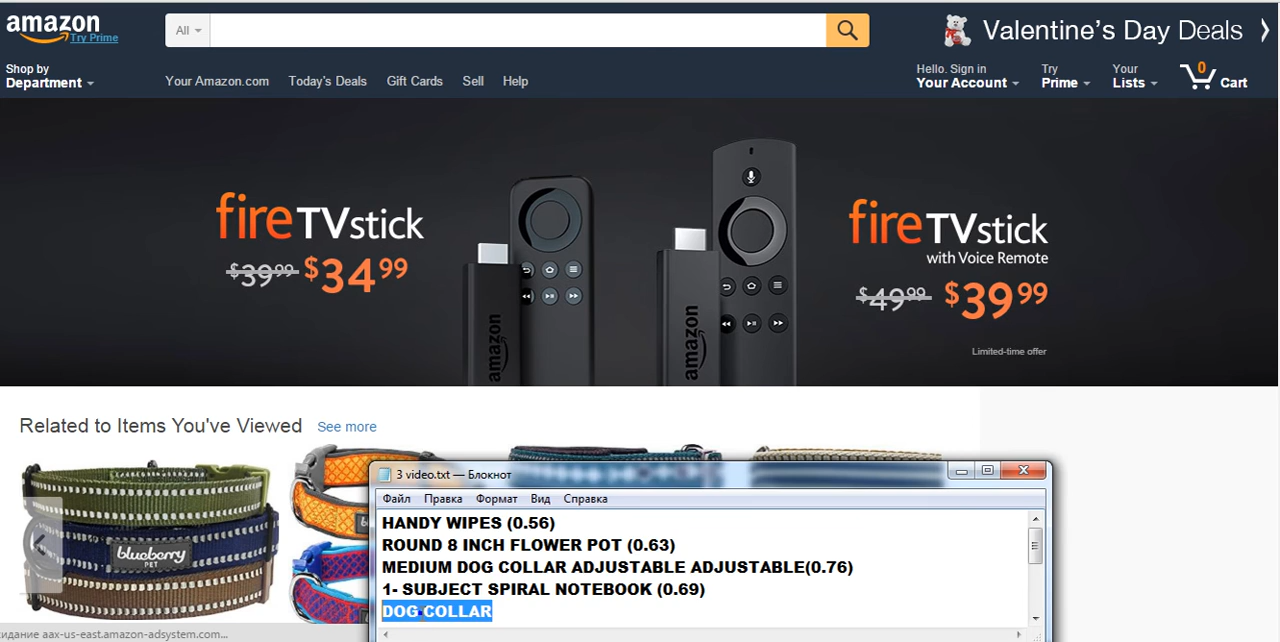 amazon
Try Prime
All
Valentine's Day Deals
Shop by
Department
Your Amazon.com Today's Deals Gift Cards Sell Help
Hello. Sign in
Your Account
Try
Prime
Your
Lists
0
Cart
fireTVstick
$39.99 $34.99
amazon
amazon
fireTVstick
with Voice Remote
$49.99 $39.99
Limited-time offer
Related to Items You've Viewed See more
blueberry
PET
3 video.txt — Блокнот
Файл Правка Формат Вид Справка
HANDY WIPES (0.56)
ROUND 8 INCH FLOWER POT (0.63)
MEDIUM DOG COLLAR ADJUSTABLE ADJUSTABLE(0.76)
1- SUBJECT SPIRAL NOTEBOOK (0.69)
DOG COLLAR
идание aax-us-east.amazon-adsystem.com...